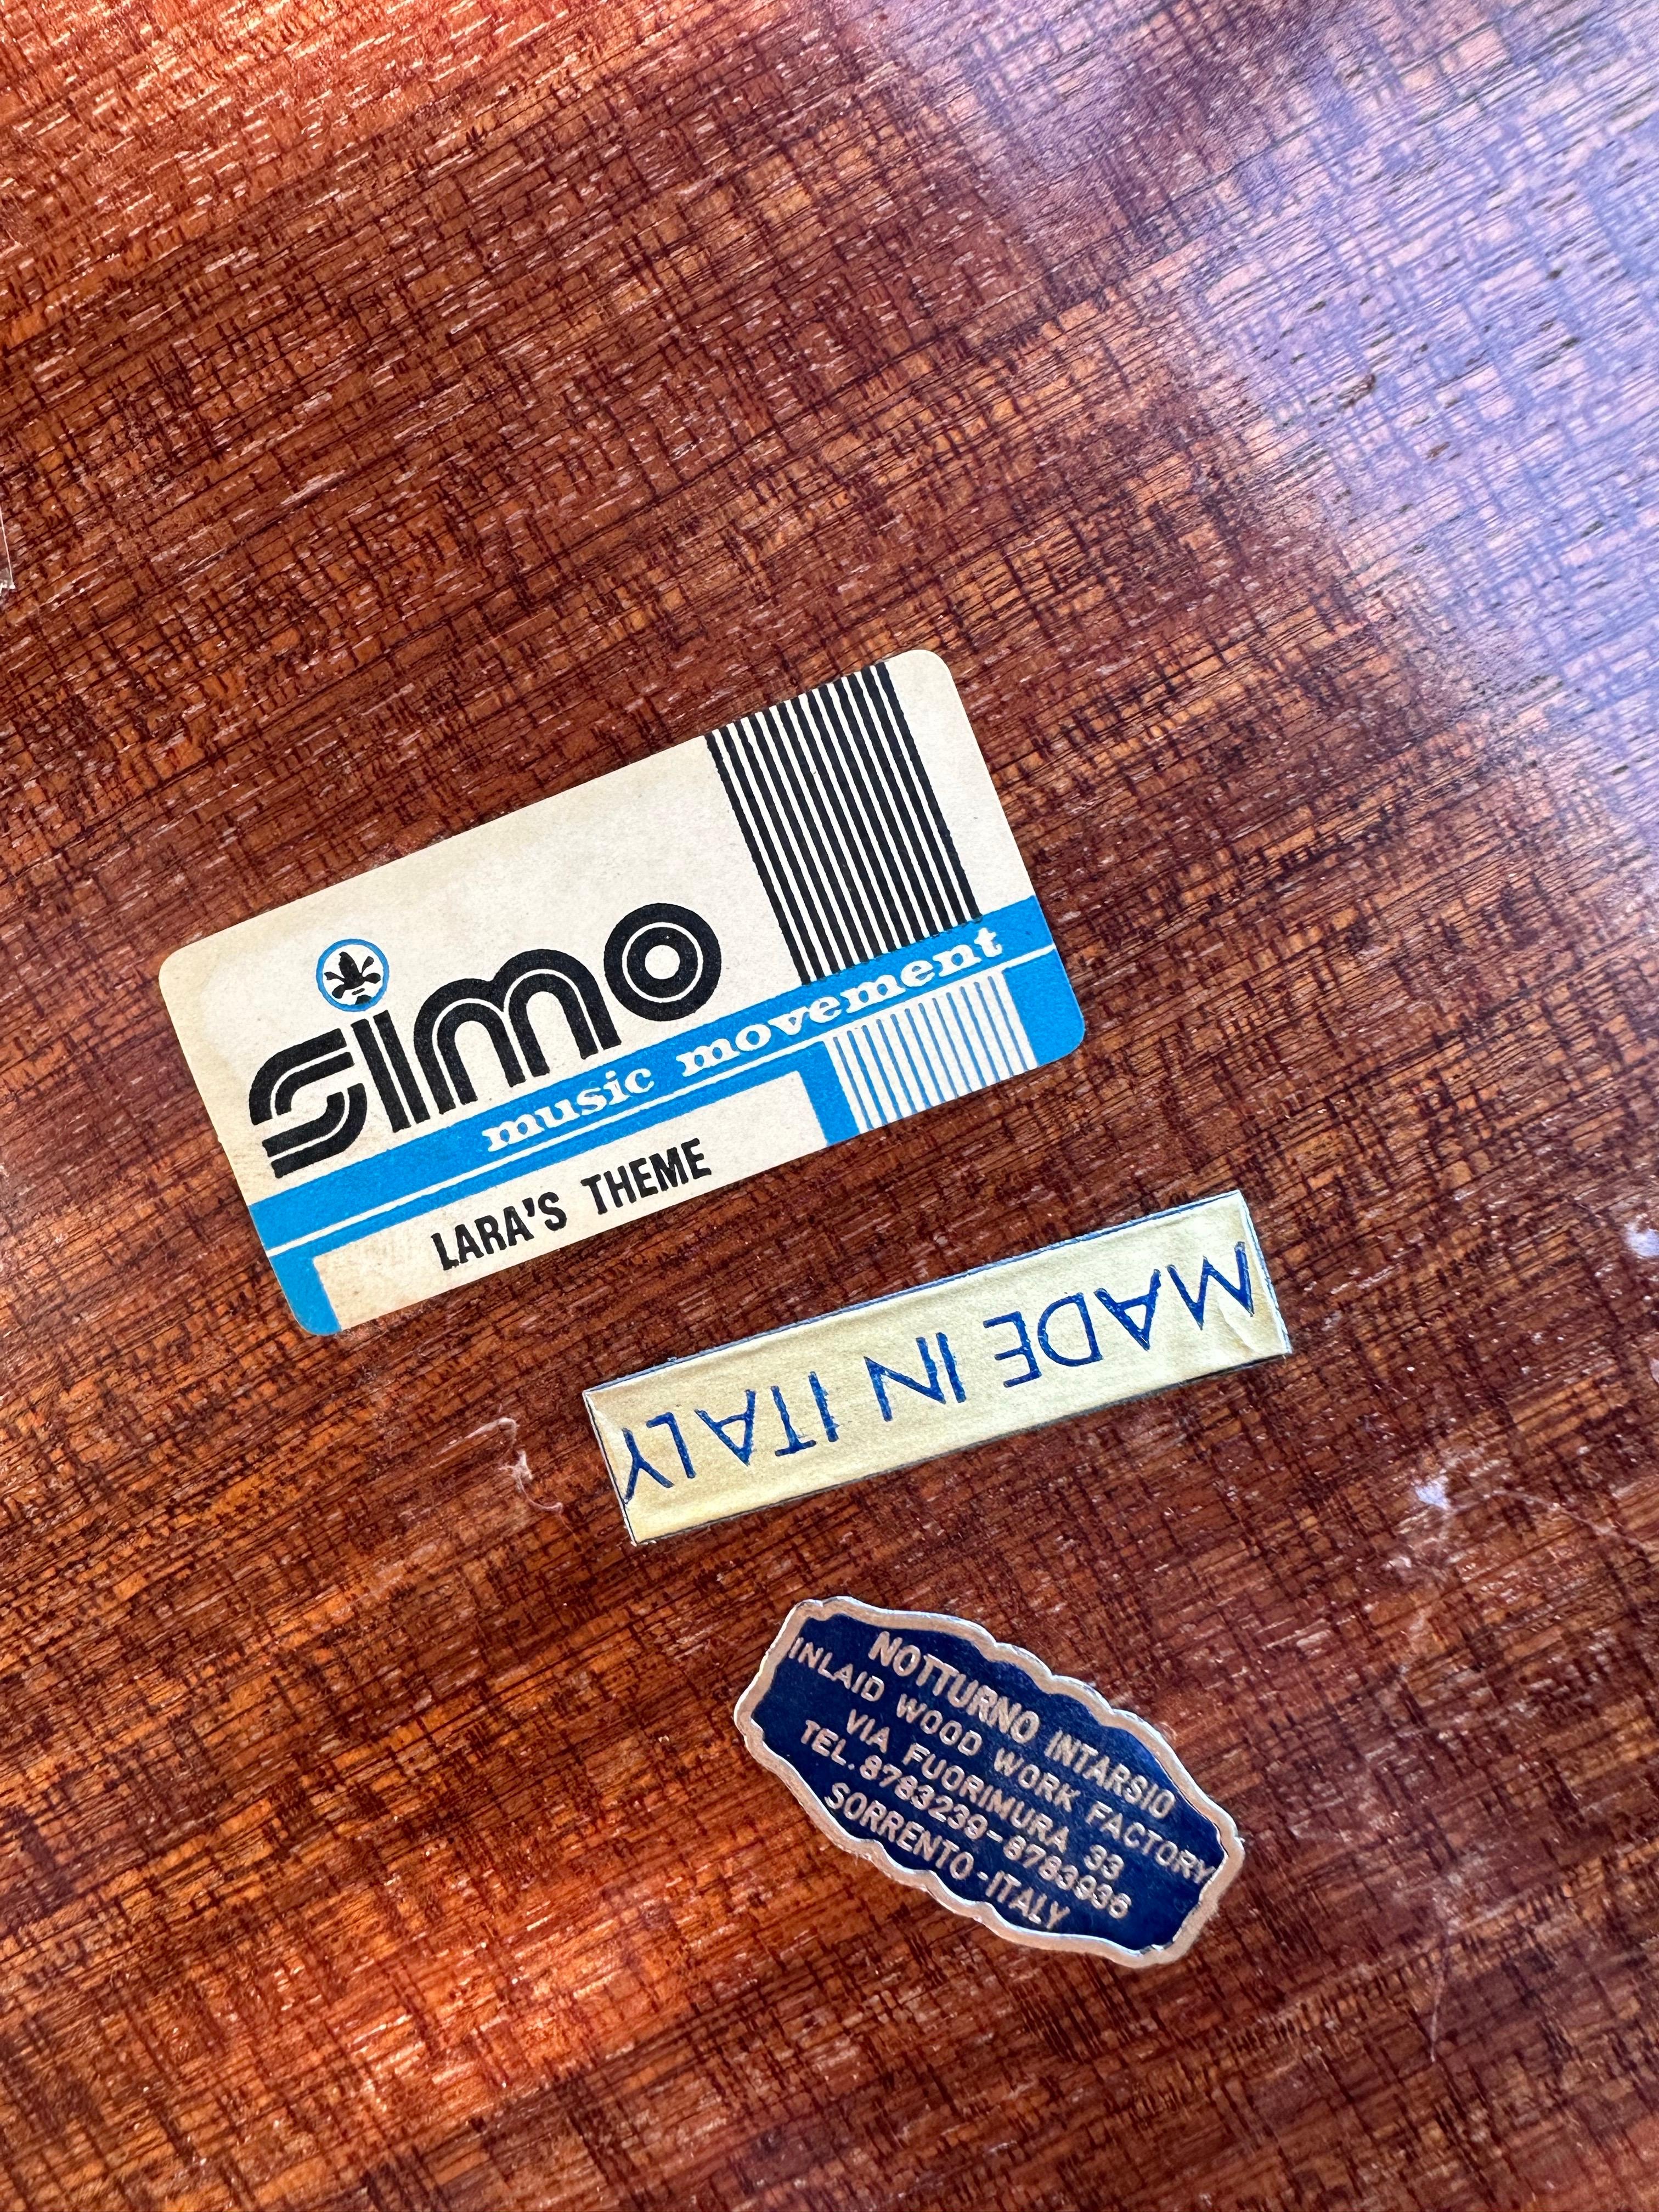 simo
music movement
LARA'S THEME
MADE IN ITALY
NOTTURNO INTARSIO
INLAID WOOD WORK FACTORY
VIA FUORIMURA 33
TEL. 8783239-8783936
SORRENTO-ITALY